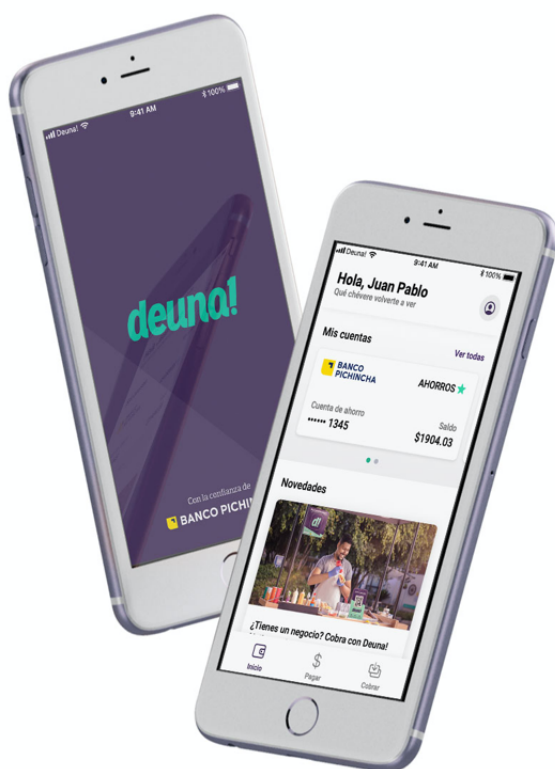 Deuna!
9:41 AM
100%
deuna!
Con la confianza de
BANCO PICHIN
Deuna!
9:41 AM
100%
Hola, Juan Pablo
Qué chévere volverte a ver
Mis cuentas
Ver todas
BANCO
PICHINCHA
AHORROS
Cuenta de ahorro
Saldo
•••••• 1345
$1904.03
Novedades
d!
¿Tienes un negocio? Cobra con Deuna!
Inicio
Pagar
Cobrar